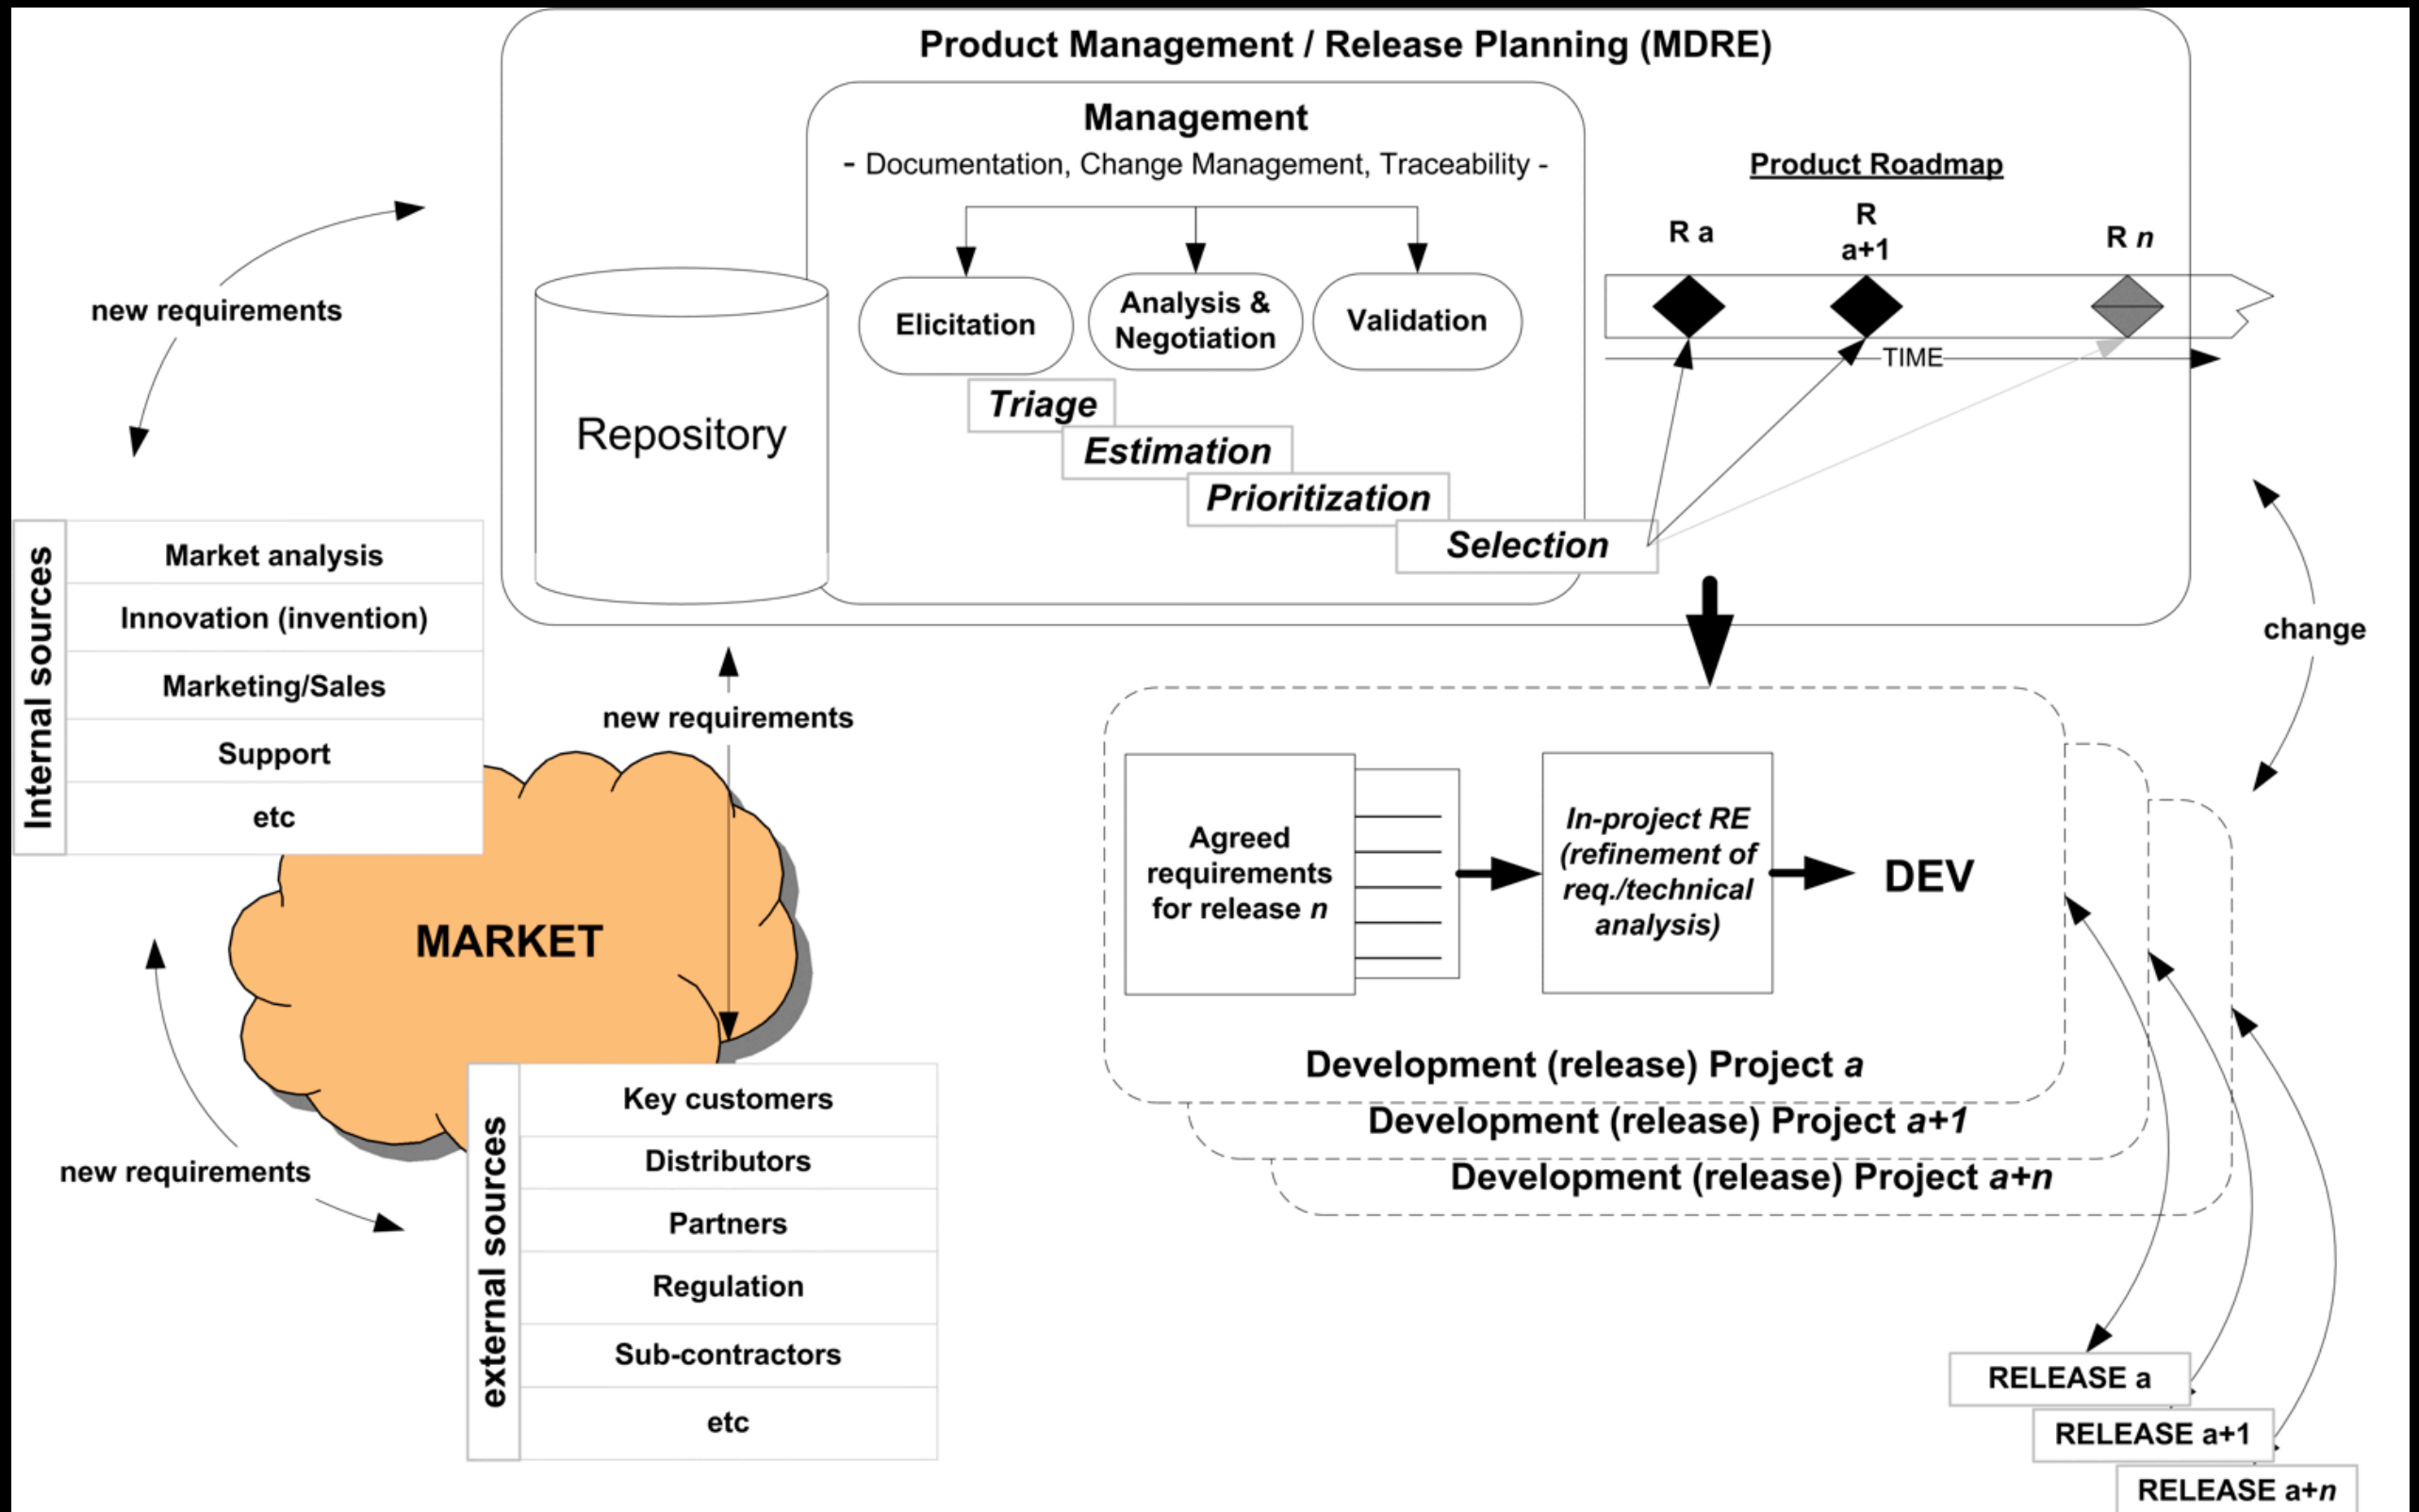 Product Management / Release Planning (MDRE)
Management
- Documentation, Change Management, Traceability -
Elicitation
Analysis &
Negotiation
Validation
Triage
Estimation
Prioritization
Selection
Repository
Product Roadmap
R a
R
a+1
R n
TIME
new requirements
Internal sources
Market analysis
Innovation (invention)
Marketing/Sales
Support
etc
new requirements
MARKET
new requirements
external sources
Key customers
Distributors
Partners
Regulation
Sub-contractors
etc
change
Agreed
requirements
for release n
In-project RE
(refinement of
req./technical
analysis)
DEV
Development (release) Project a
Development (release) Project a+1
Development (release) Project a+n
RELEASE a
RELEASE a+1
RELEASE a+n